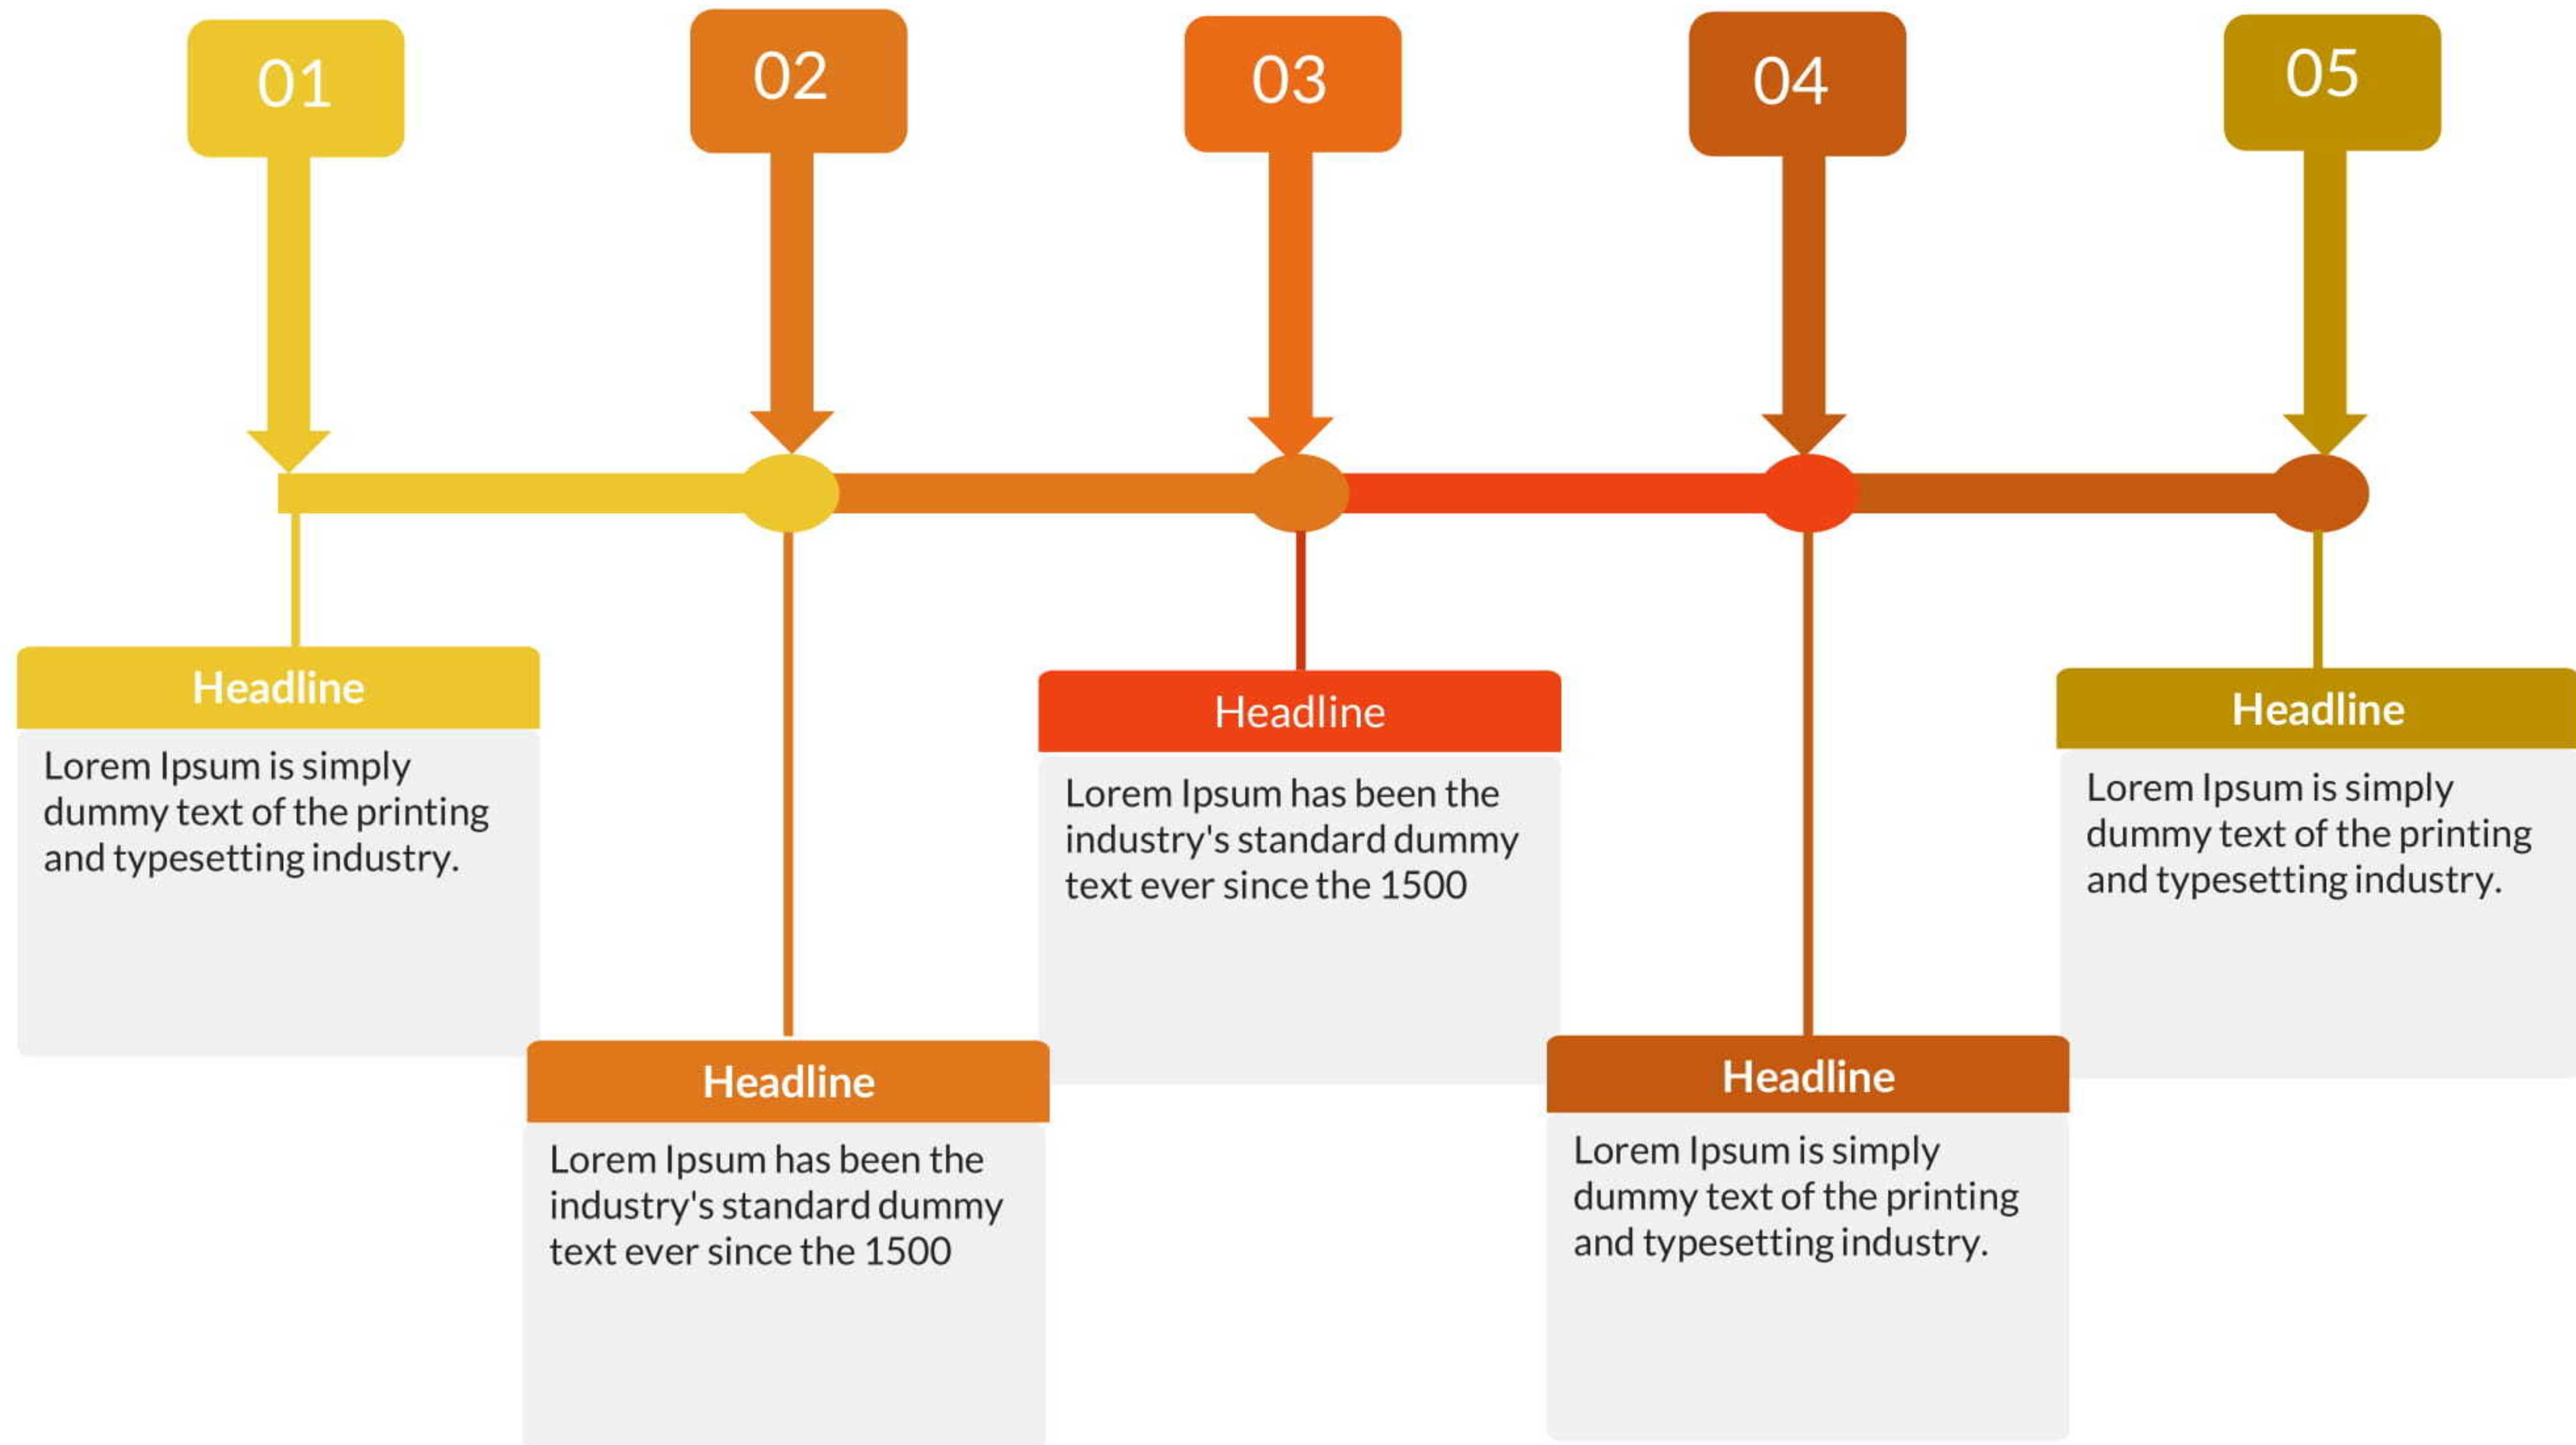 01
02
03
04
05
Headline
Lorem Ipsum is simply
dummy text of the printing
and typesetting industry.
Headline
Lorem Ipsum has been the
industry's standard dummy
text ever since the 1500
Headline
Lorem Ipsum has been the
industry's standard dummy
text ever since the 1500
Headline
Lorem Ipsum is simply
dummy text of the printing
and typesetting industry.
Headline
Lorem Ipsum is simply
dummy text of the printing
and typesetting industry.